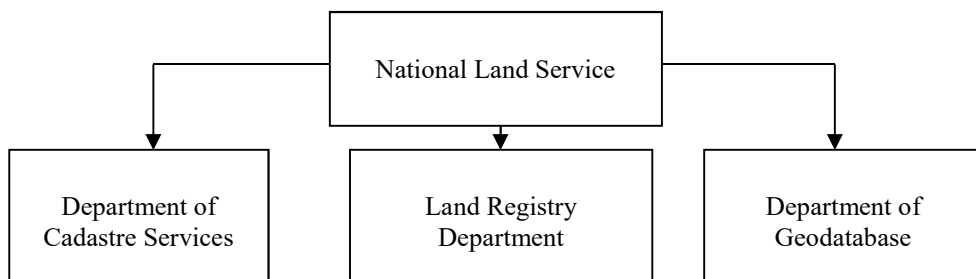 National Land Service
Department of
Cadastre Services
Land Registry
Department
Department of
Geodatabase